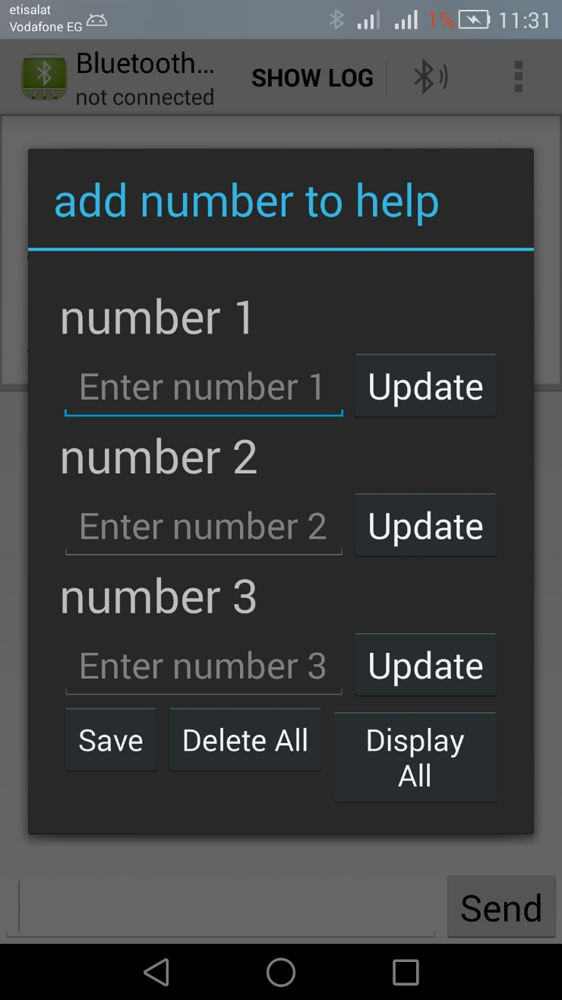 etisalat
Vodafone EG
1% 11:31
Bluetooth...
not connected
SHOW LOG
add number to help
number 1
Enter number 1 Update
number 2
Enter number 2 Update
number 3
Enter number 3 Update
Save Delete All Display
All
Send